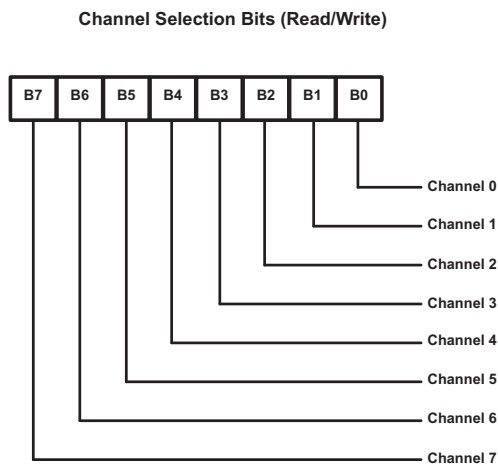 Channel Selection Bits (Read/Write)
B7 B6 B5 B4 B3 B2 B1 B0
Channel 0
Channel 1
Channel 2
Channel 3
Channel 4
Channel 5
Channel 6
Channel 7